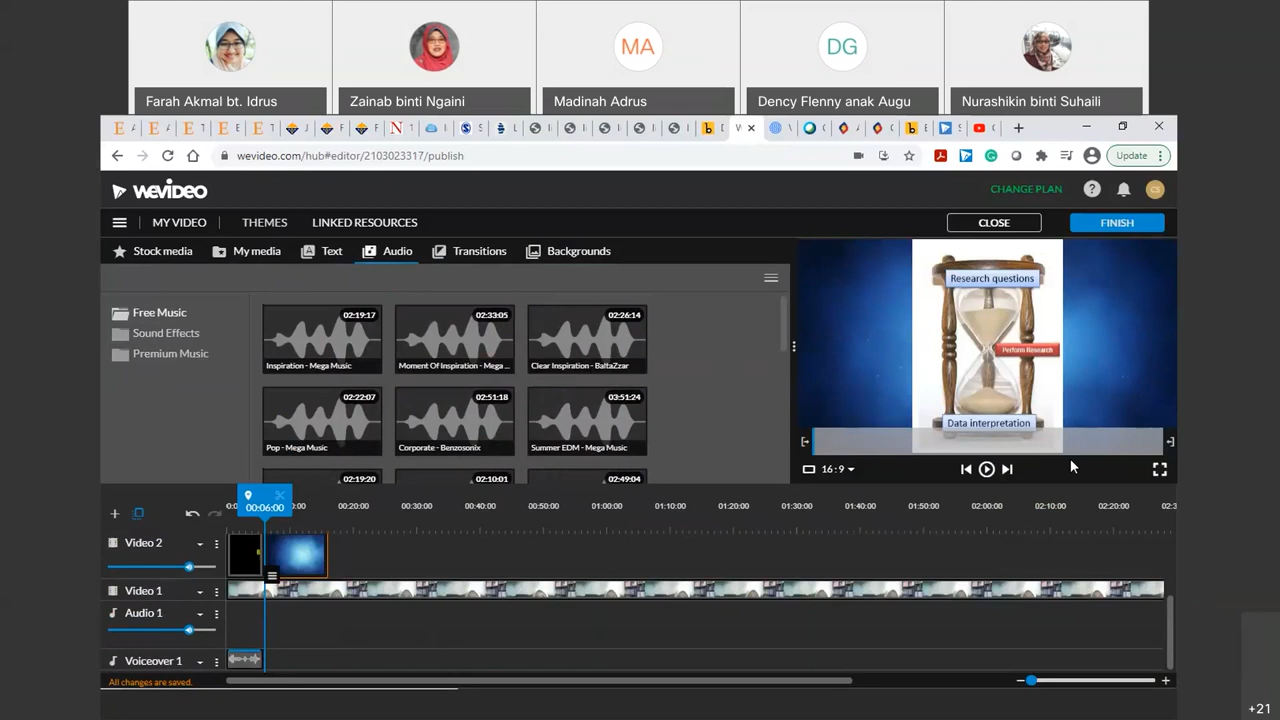 MA
DG
Farah Akmal bt. Idrus
Zainab binti Ngaini
Madinah Adrus
Dency Flenny anak Augu
Nurashikin binti Suhaili
wevideo.com/hub#editor/2103023317/publish
Update
WEVIDEO
CHANGE PLAN
MY VIDEO
THEMES
LINKED RESOURCES
CLOSE
FINISH
Stock media
My media
Text
Audio
Transitions
Backgrounds
Free Music
Sound Effects
Premium Music
02:19:17
02:33:05
02:26:14
Inspiration - Mega Music
Moment Of Inspiration - Mega ...
Clear Inspiration - BaltaZzar
02:22:07
02:51:18
03:51:24
Pop - Mega Music
Corporate - Benzosonix
Summer EDM - Mega Music
02:19:20
02:10:01
02:49:04
Research questions
Perform Research
Data interpretation
16:9
00:06:00
00:20:00
00:30:00
00:40:00
00:50:00
01:00:00
01:10:00
01:20:00
01:30:00
01:40:00
01:50:00
02:00:00
02:10:00
02:20:00
Video 2
Video 1
Audio 1
Voiceover 1
All changes are saved.
+21